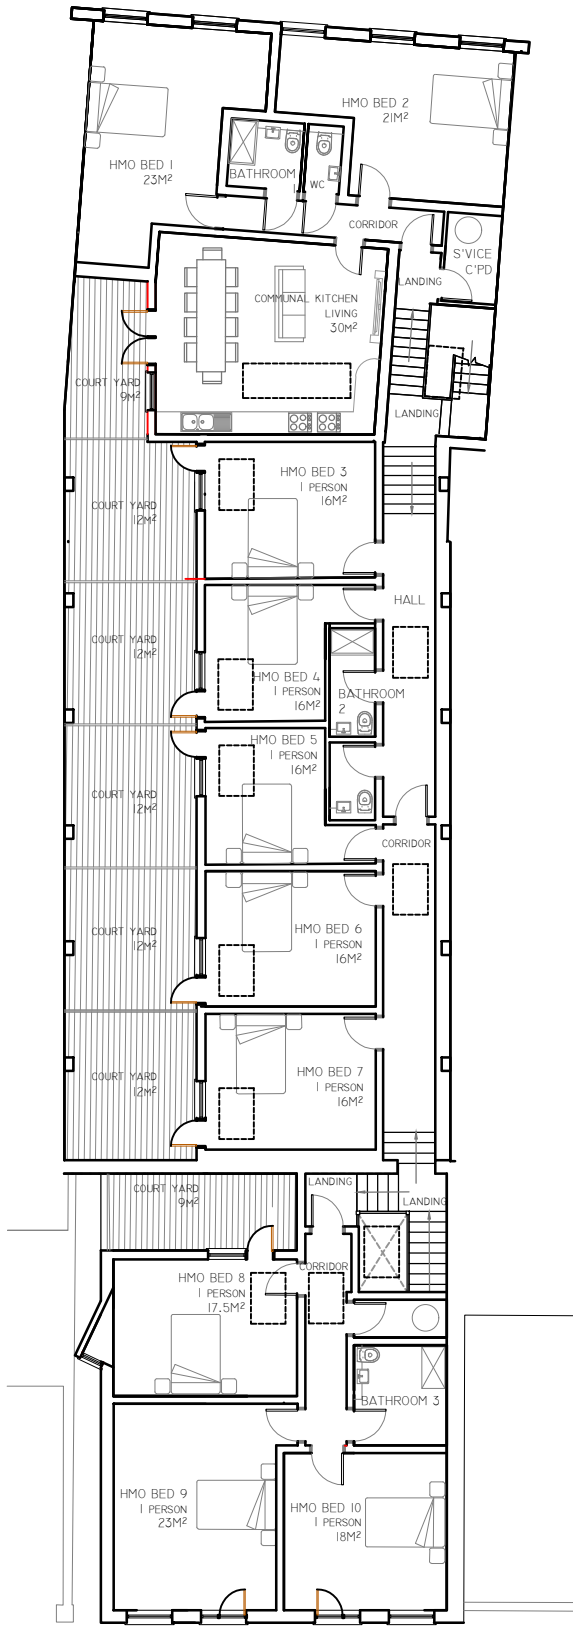 HMO BED 1
23M²
HMO BED 2
21M²
BATHROOM
1
WC
CORRIDOR
S'VICE
C'PD
LANDING
COMMUNAL KITCHEN
LIVING
30M²
COURT YARD
9M²
LANDING
HMO BED 3
1 PERSON
16M²
COURT YARD
12M²
HALL
COURT YARD
12M²
HMO BED 4
1 PERSON
16M²
BATHROOM
2
HMO BED 5
1 PERSON
16M²
COURT YARD
12M²
CORRIDOR
HMO BED 6
1 PERSON
16M²
COURT YARD
12M²
HMO BED 7
1 PERSON
16M²
COURT YARD
12M²
COURT YARD
9M²
LANDING
LANDING
CORRIDOR
HMO BED 8
1 PERSON
17.5M²
BATHROOM 3
HMO BED 9
1 PERSON
23M²
HMO BED 10
1 PERSON
18M²